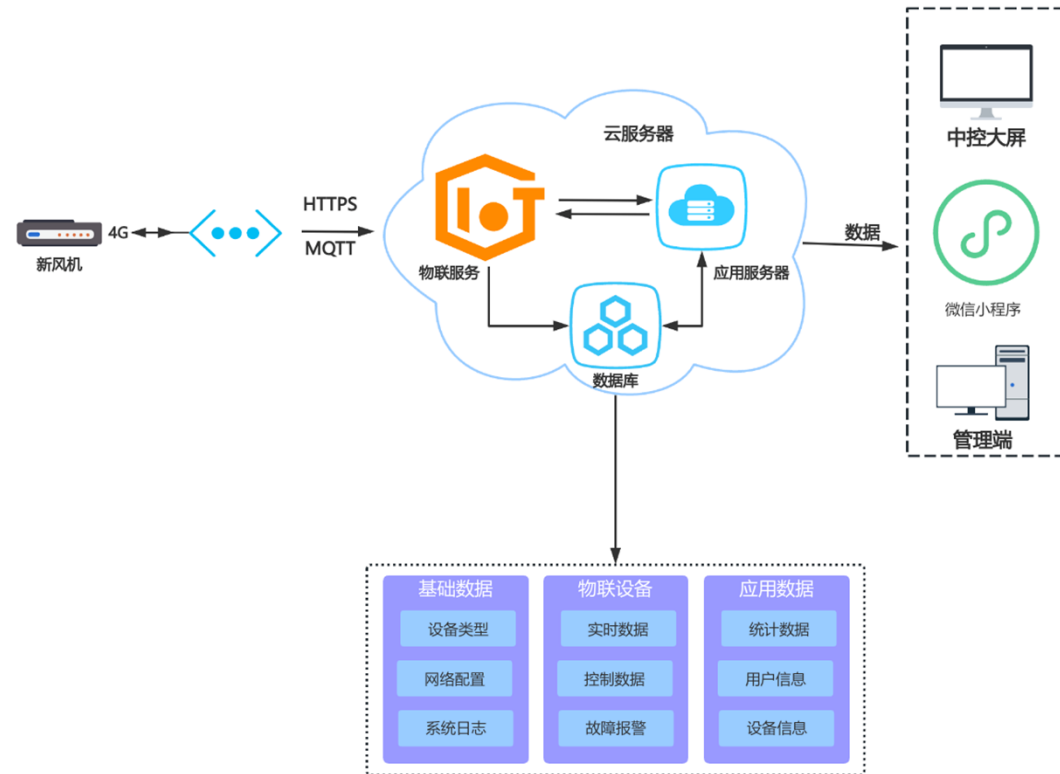 中控大屏
云服务器
IoT
HTTPS
4G
MQTT
数据
新风机
物联服务
应用服务器
微信小程序
数据库
管理端
基础数据
设备类型
网络配置
系统日志
物联设备
实时数据
控制数据
故障报警
应用数据
统计数据
用户信息
设备信息